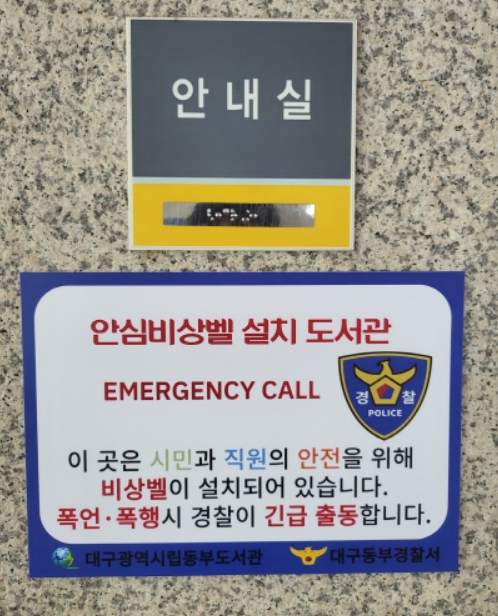 안내실
안심비상벨 설치 도서관
EMERGENCY CALL
경찰
POLICE
이 곳은 시민과 직원의 안전을 위해
비상벨이 설치되어 있습니다.
폭언·폭행시 경찰이 긴급 출동합니다.
대구광역시립동부도서관 대구동부경찰서